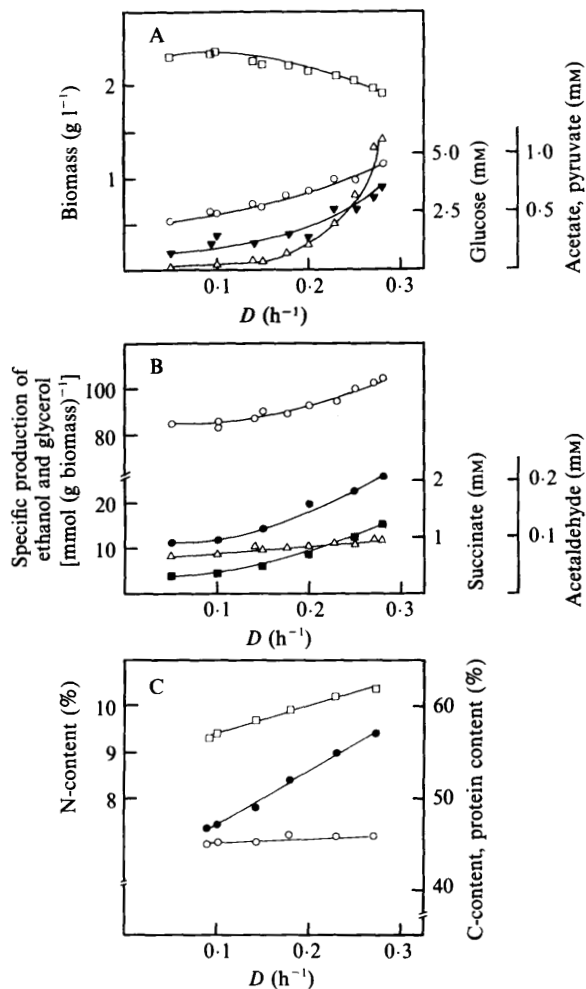 A
Biomass (g l⁻¹)
2
1
5·0
2·5
Glucose (mM)
1·0
0·5
Acetate, pyruvate (mM)
0·1
0·2
0·3
D (h⁻¹)
B
Specific production of
ethanol and glycerol
[mmol (g biomass)⁻¹]
100
80
20
10
2
1
Succinate (mM)
0·2
0·1
Acetaldehyde (mM)
0·1
0·2
0·3
D (h⁻¹)
C
N-content (%)
10
9
8
60
50
40
C-content, protein content (%)
0·1
0·2
0·3
D (h⁻¹)